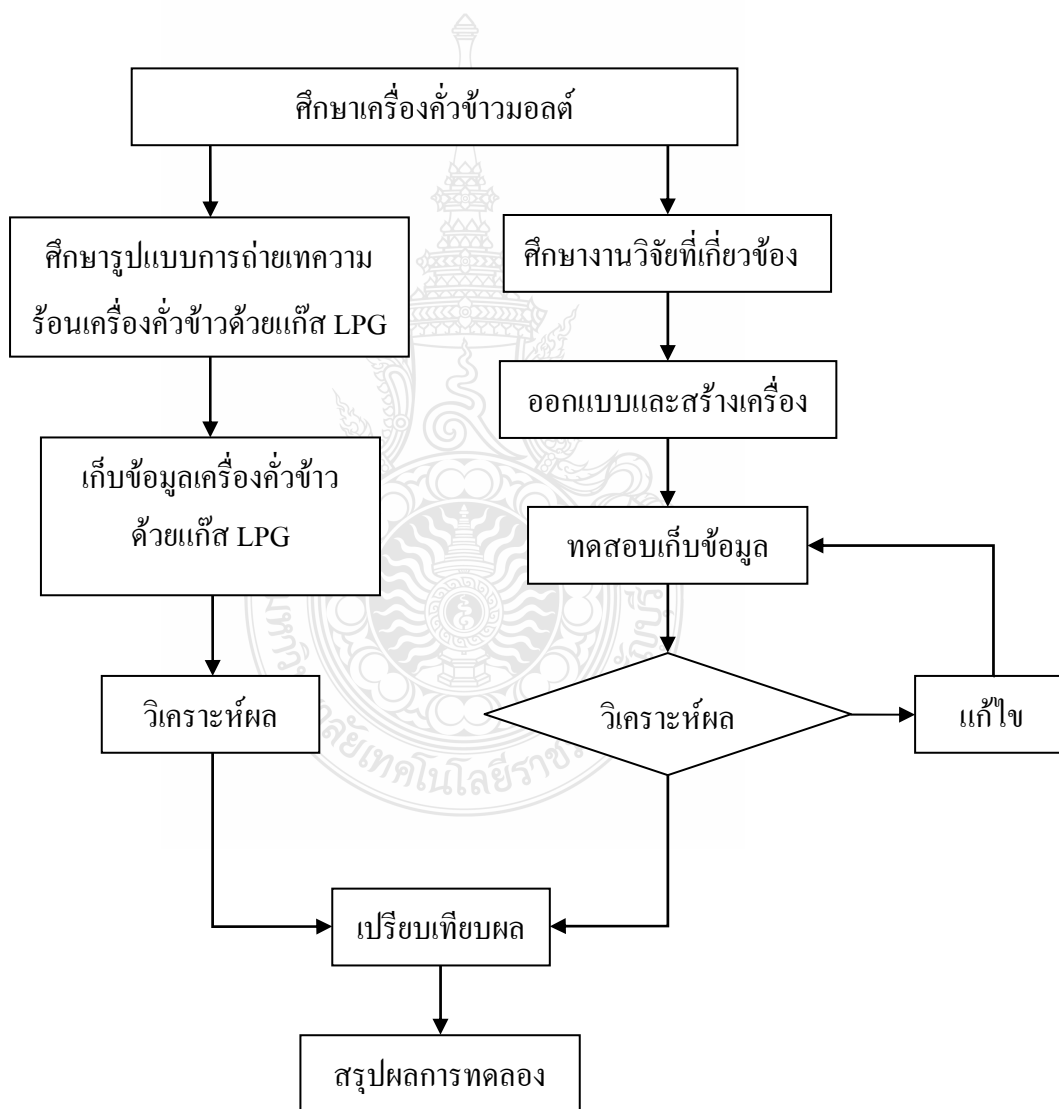 ศึกษาเครื่องคั่วข้าวมอลต์
ศึกษารูปแบบการถ่ายเทความ
ร้อนเครื่องคั่วข้าวด้วยแก๊ส LPG
ศึกษางานวิจัยที่เกี่ยวข้อง
ออกแบบและสร้างเครื่อง
เก็บข้อมูลเครื่องคั่วข้าว
ด้วยแก๊ส LPG
ทดสอบเก็บข้อมูล
วิเคราะห์ผล
วิเคราะห์ผล
แก้ไข
เปรียบเทียบผล
สรุปผลการทดลอง